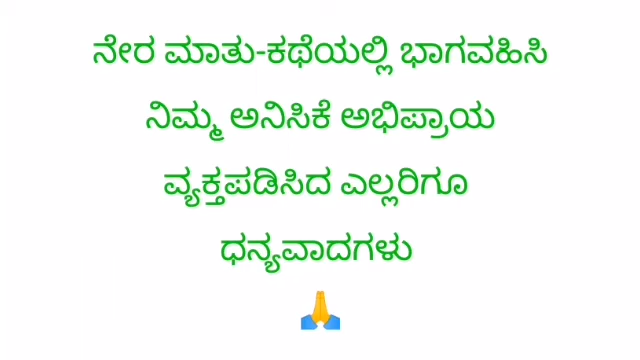 ನೇರ ಮಾತು-ಕಥೆಯಲ್ಲಿ ಭಾಗವಹಿಸಿ
ನಿಮ್ಮ ಅನಿಸಿಕೆ ಅಭಿಪ್ರಾಯ
ವ್ಯಕ್ತಪಡಿಸಿದ ಎಲ್ಲರಿಗೂ
ಧನ್ಯವಾದಗಳು
🙏